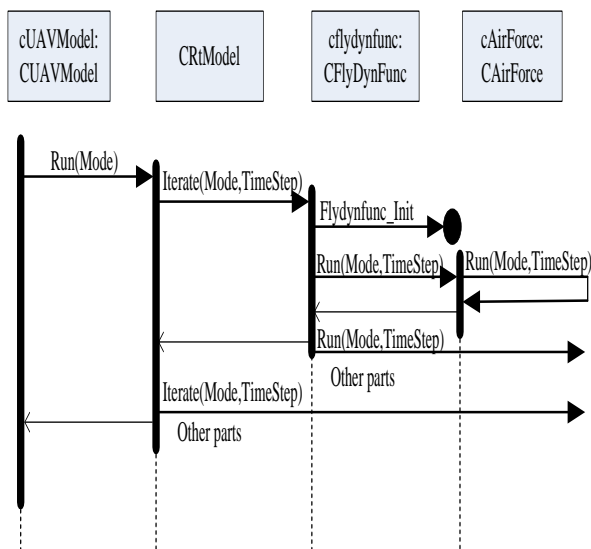 cUAVModel:
CUAVModel
CRtModel
cflydynfunc:
CFlyDynFunc
cAirForce:
CAirForce
Run(Mode)
Iterate(Mode,TimeStep)
Flydynfunc_Init
Run(Mode,TimeStep)
Run(Mode,TimeStep)
Run(Mode,TimeStep)
Other parts
Iterate(Mode,TimeStep)
Other parts